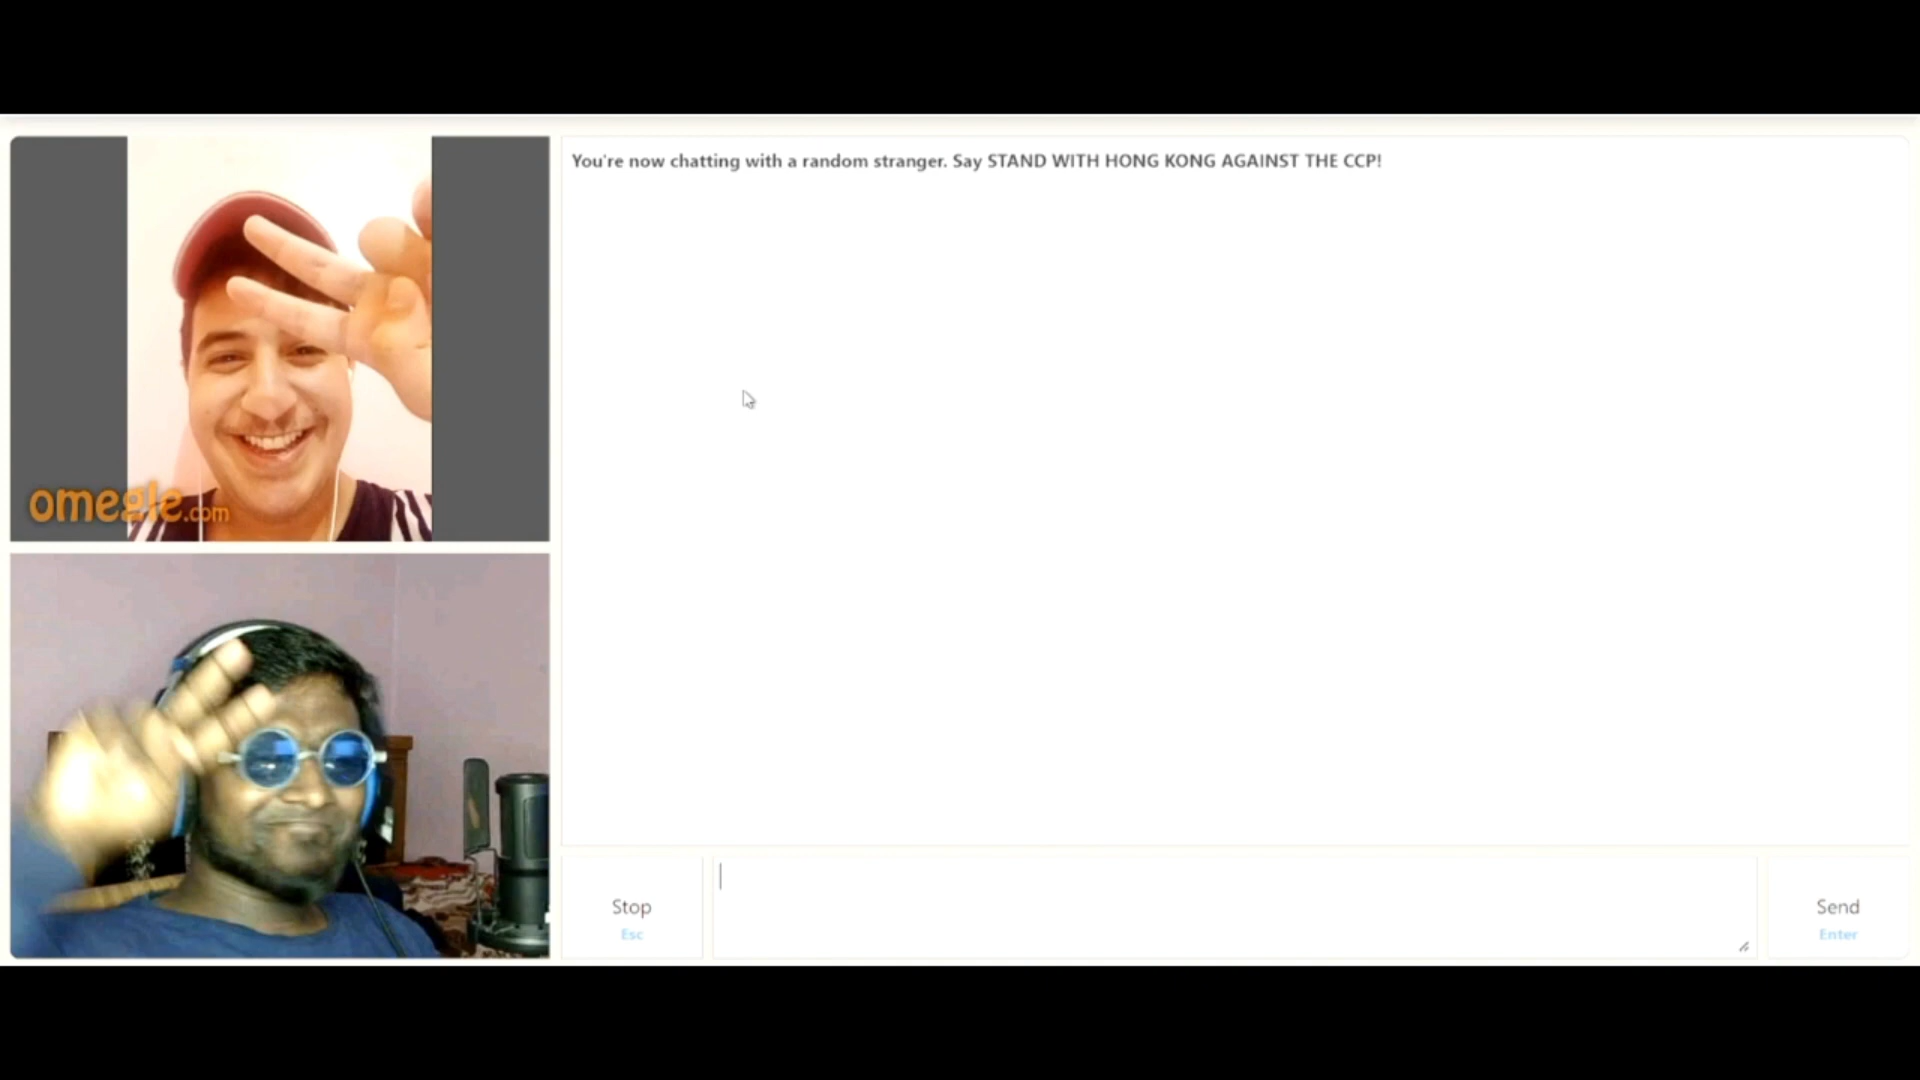 You're now chatting with a random stranger. Say STAND WITH HONG KONG AGAINST THE CCP!
omegle.com
Stop
Esc
Send
Enter